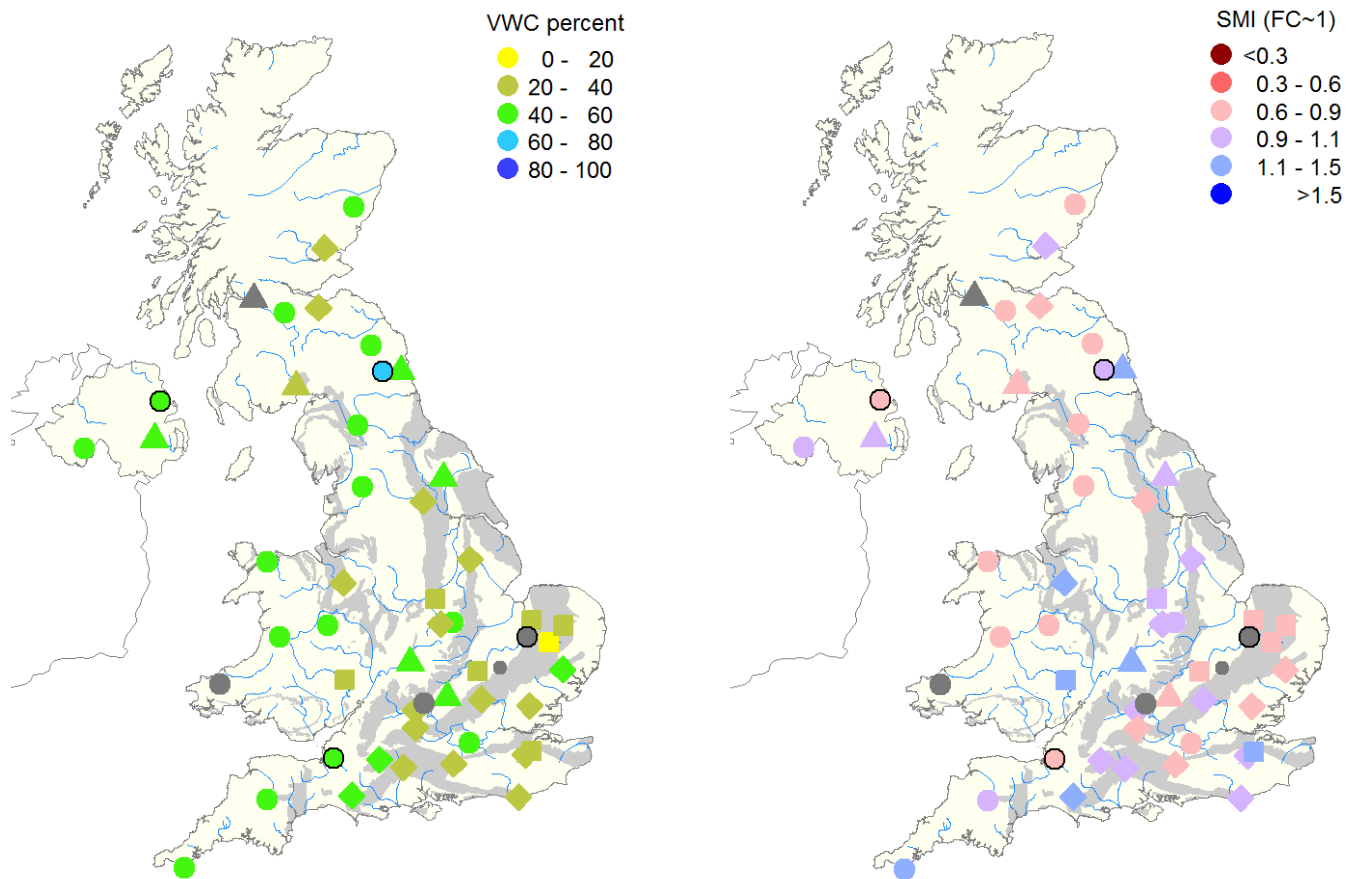 VWC percent
0 - 20
20 - 40
40 - 60
60 - 80
80 - 100
SMI (FC~1)
<0.3
0.3 - 0.6
0.6 - 0.9
0.9 - 1.1
1.1 - 1.5
>1.5